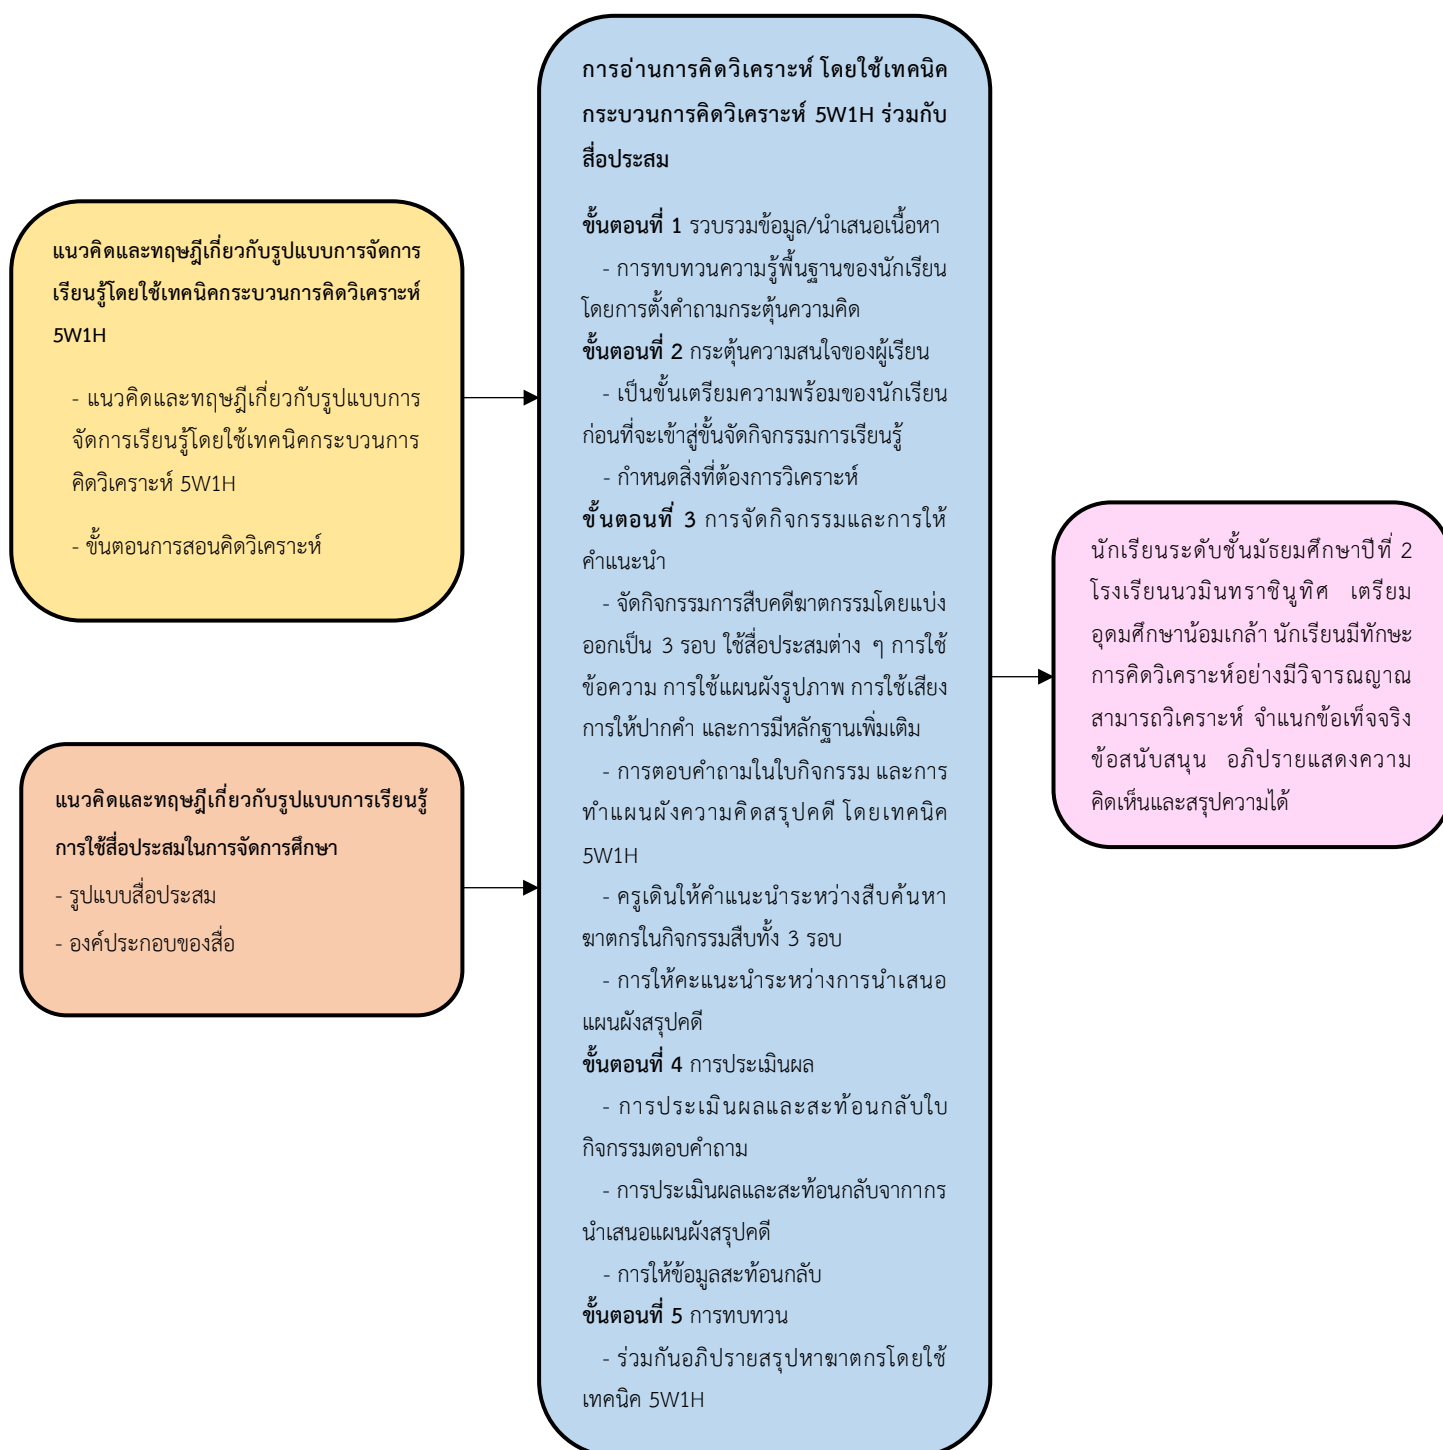 แนวคิดและทฤษฎีเกี่ยวกับรูปแบบการจัดการ
เรียนรู้โดยใช้เทคนิคกระบวนการคิดวิเคราะห์
5W1H
- แนวคิดและทฤษฎีเกี่ยวกับรูปแบบการ
จัดการเรียนรู้โดยใช้เทคนิคกระบวนการ
คิดวิเคราะห์ 5W1H
- ขั้นตอนการสอนคิดวิเคราะห์
แนวคิดและทฤษฎีเกี่ยวกับรูปแบบการเรียนรู้
การใช้สื่อประสมในการจัดการศึกษา
- รูปแบบสื่อประสม
- องค์ประกอบของสื่อ
การอ่านการคิดวิเคราะห์ โดยใช้เทคนิค
กระบวนการคิดวิเคราะห์ 5W1H ร่วมกับ
สื่อประสม
ขั้นตอนที่ 1 รวบรวมข้อมูล/นำเสนอเนื้อหา
- การทบทวนความรู้พื้นฐานของนักเรียน
โดยการตั้งคำถามกระตุ้นความคิด
ขั้นตอนที่ 2 กระตุ้นความสนใจของผู้เรียน
- เป็นขั้นเตรียมความพร้อมของนักเรียน
ก่อนที่จะเข้าสู่ขั้นจัดกิจกรรมการเรียนรู้
- กำหนดสิ่งที่ต้องการวิเคราะห์
ขั้นตอนที่ 3 การจัดกิจกรรมและการให้
คำแนะนำ
- จัดกิจกรรมการสืบคดีฆาตกรรมโดยแบ่ง
ออกเป็น 3 รอบ ใช้สื่อประสมต่าง ๆ การใช้
ข้อความ การใช้แผนผังรูปภาพ การใช้เสียง
การให้ปากคำ และการมีหลักฐานเพิ่มเติม
- การตอบคำถามในใบกิจกรรม และการ
ทำแผนผังความคิดสรุปคดี โดยเทคนิค
5W1H
- ครูเดินให้คำแนะนำระหว่างสืบค้นหา
ฆาตกรในกิจกรรมสืบทั้ง 3 รอบ
- การให้คะแนะนำระหว่างการนำเสนอ
แผนผังสรุปคดี
ขั้นตอนที่ 4 การประเมินผล
- การประเมินผลและสะท้อนกลับใบ
กิจกรรมตอบคำถาม
- การประเมินผลและสะท้อนกลับจากากร
นำเสนอแผนผังสรุปคดี
- การให้ข้อมูลสะท้อนกลับ
ขั้นตอนที่ 5 การทบทวน
- ร่วมกันอภิปรายสรุปหาฆาตกรโดยใช้
เทคนิค 5W1H
นักเรียนระดับชั้นมัธยมศึกษาปีที่ 2
โรงเรียนนวมินทราชินูทิศ เตรียม
อุดมศึกษาน้อมเกล้า นักเรียนมีทักษะ
การคิดวิเคราะห์อย่างมีวิจารณญาณ
สามารถวิเคราะห์ จำแนกข้อเท็จจริง
ข้อสนับสนุน อภิปรายแสดงความ
คิดเห็นและสรุปความได้